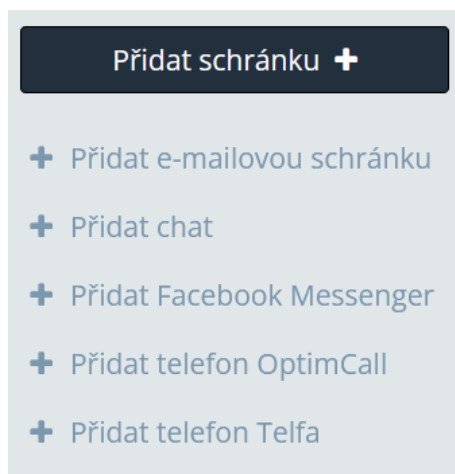 Přidat schránku
Přidat e-mailovou schránku
Přidat chat
Přidat Facebook Messenger
Přidat telefon OptimCall
Přidat telefon Telfa